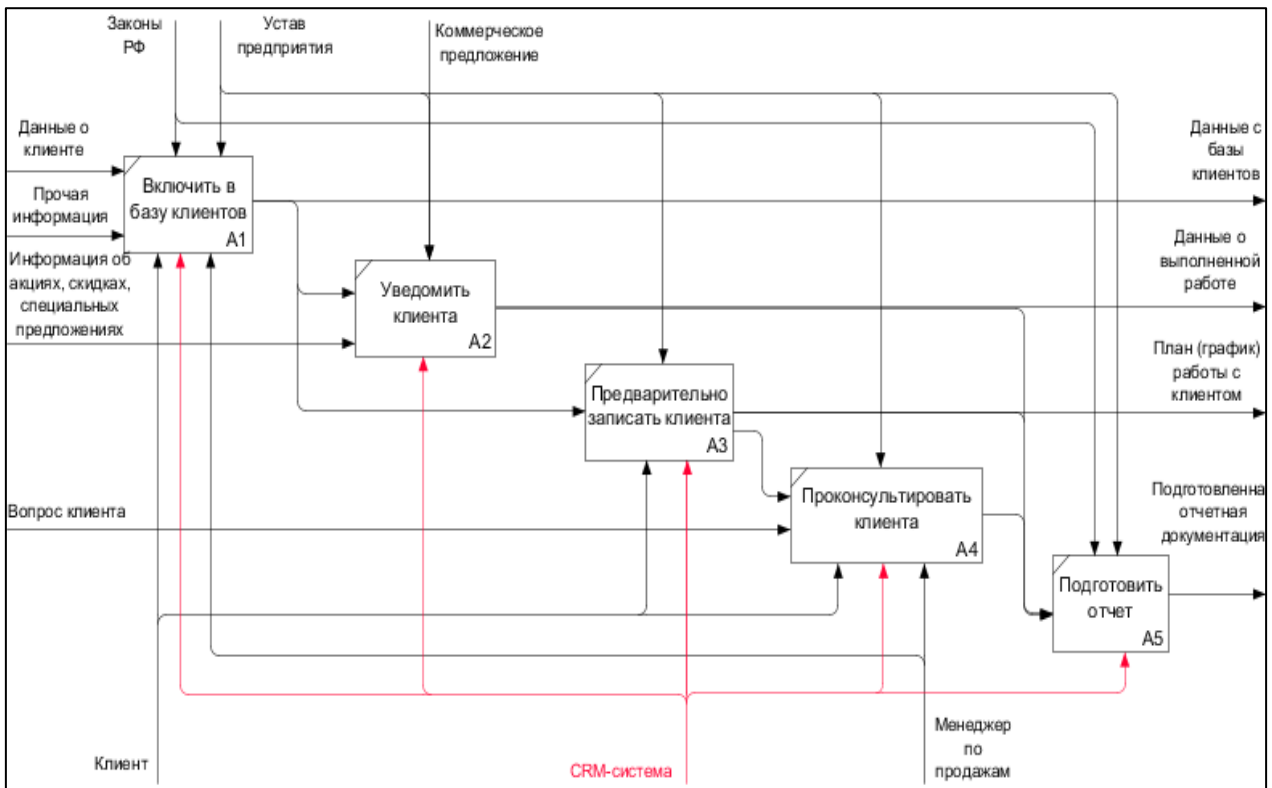 Законы
РФ
Устав
предприятия
Коммерческое
предложение
Данные о
клиенте
Прочая
информация
Информация об
акциях, скидках,
специальных
предложениях
Включить в
базу клиентов
A1
Данные с
базы
клиентов
Уведомить
клиента
A2
Данные о
выполненной
работе
Предварительно
записать клиента
A3
План (график)
работы с
клиентом
Вопрос клиента
Проконсультировать
клиента
A4
Подготовленна
отчетная
документация
Подготовить
отчет
A5
Клиент
CRM-система
Менеджер
по
продажам